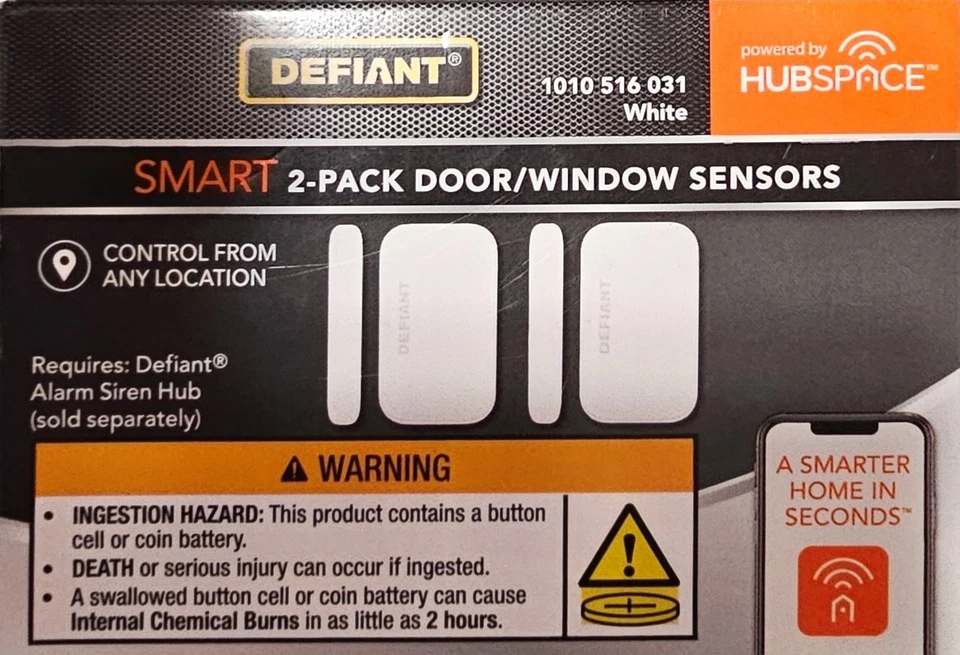 DEFIANT®
1010 516 031
White
powered by
HUBSPACE™
SMART 2-PACK DOOR/WINDOW SENSORS
CONTROL FROM
ANY LOCATION
DEFIANT
DEFIANT
Requires: Defiant®
Alarm Siren Hub
(sold separately)
WARNING
• INGESTION HAZARD: This product contains a button
cell or coin battery.
• DEATH or serious injury can occur if ingested.
• A swallowed button cell or coin battery can cause
Internal Chemical Burns in as little as 2 hours.
A SMARTER
HOME IN
SECONDS™